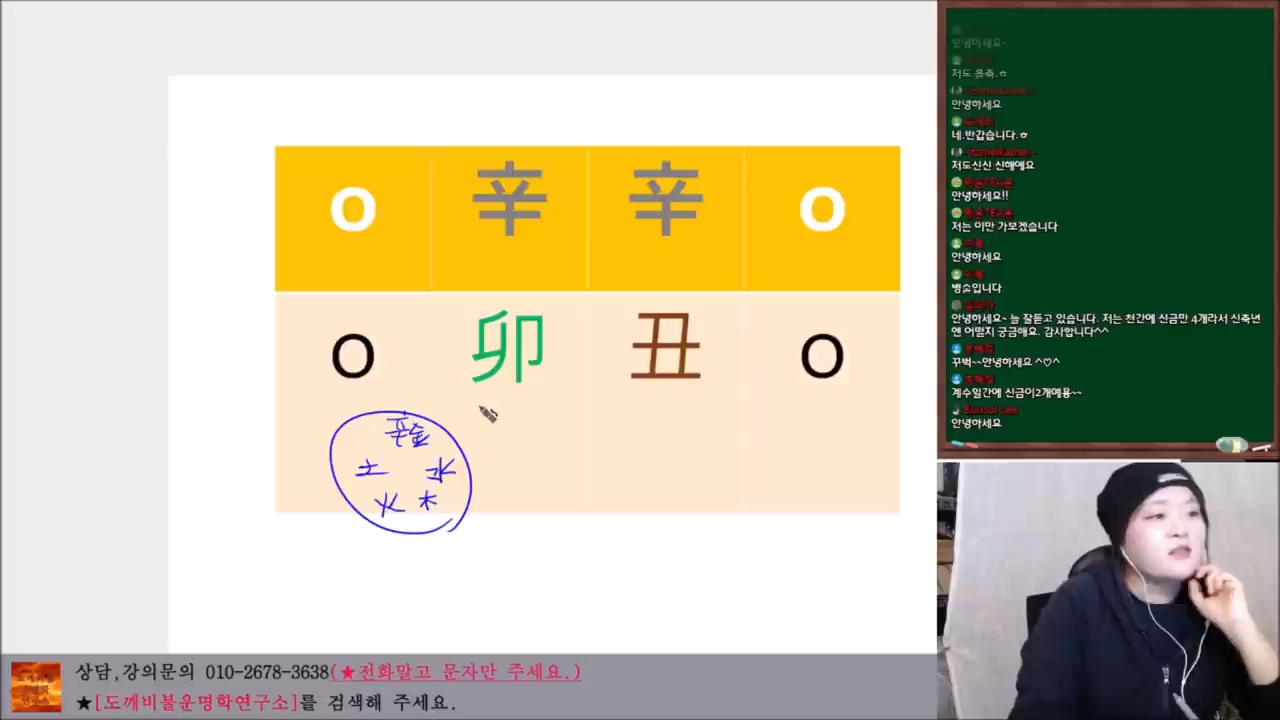 O 辛 辛 O
O 卯 丑 O
辛 金
土 水
火 木
안녕하세요~
저도 음축.ㅎ
안녕하세요
도깨비
네.반갑습니다.ㅎ
저도신신 신해예요
안녕하세요!!
저는 이만 가보겠습니다
안녕하세요
병술입니다
안녕하세요~ 늘 잘듣고 있습니다. 저는 천간에 신금만 4개라서 신축년
엔 어떨지 궁금해요. 감사합니다^^
꾸벅~~안녕하세요 ^♡^
계수일간에 신금이2개예용~~
Eunsol Lee
안녕하세요
상담,강의문의 010-2678-3638(★전화말고 문자만 주세요.)
★[도깨비불운명학연구소]를 검색해 주세요.